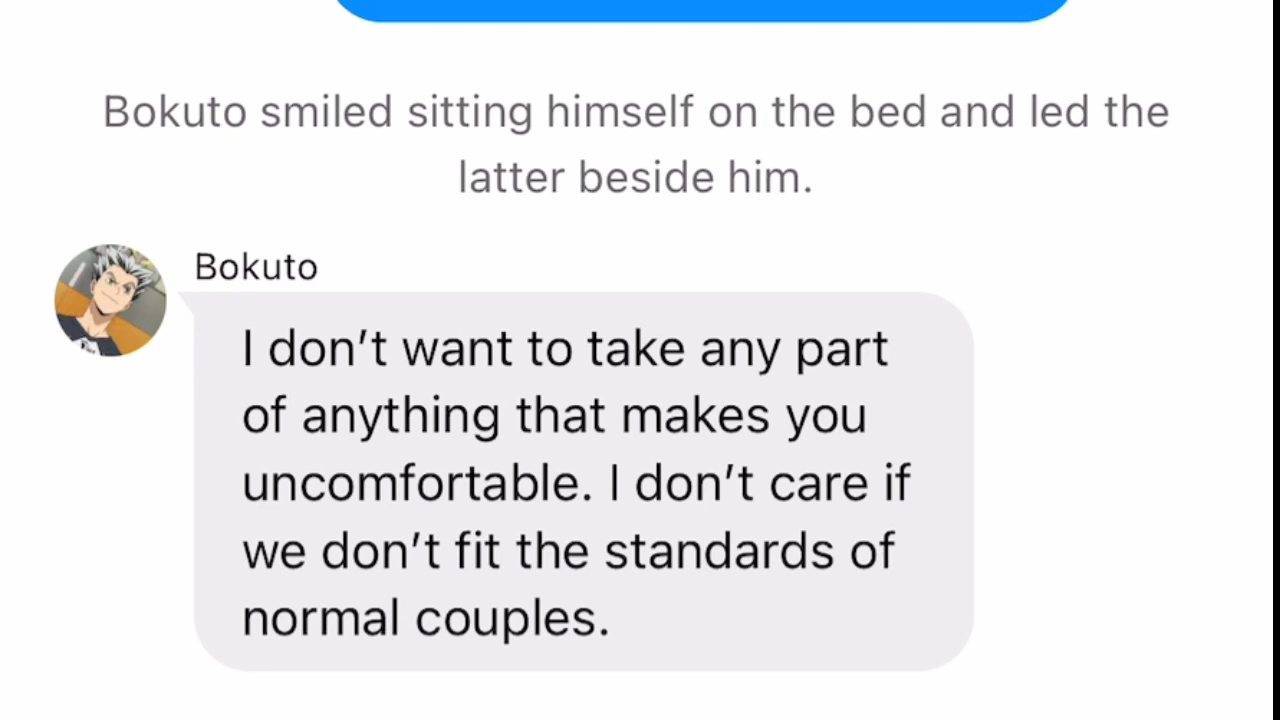 Bokuto smiled sitting himself on the bed and led the
latter beside him.
Bokuto
I don’t want to take any part
of anything that makes you
uncomfortable. I don’t care if
we don’t fit the standards of
normal couples.